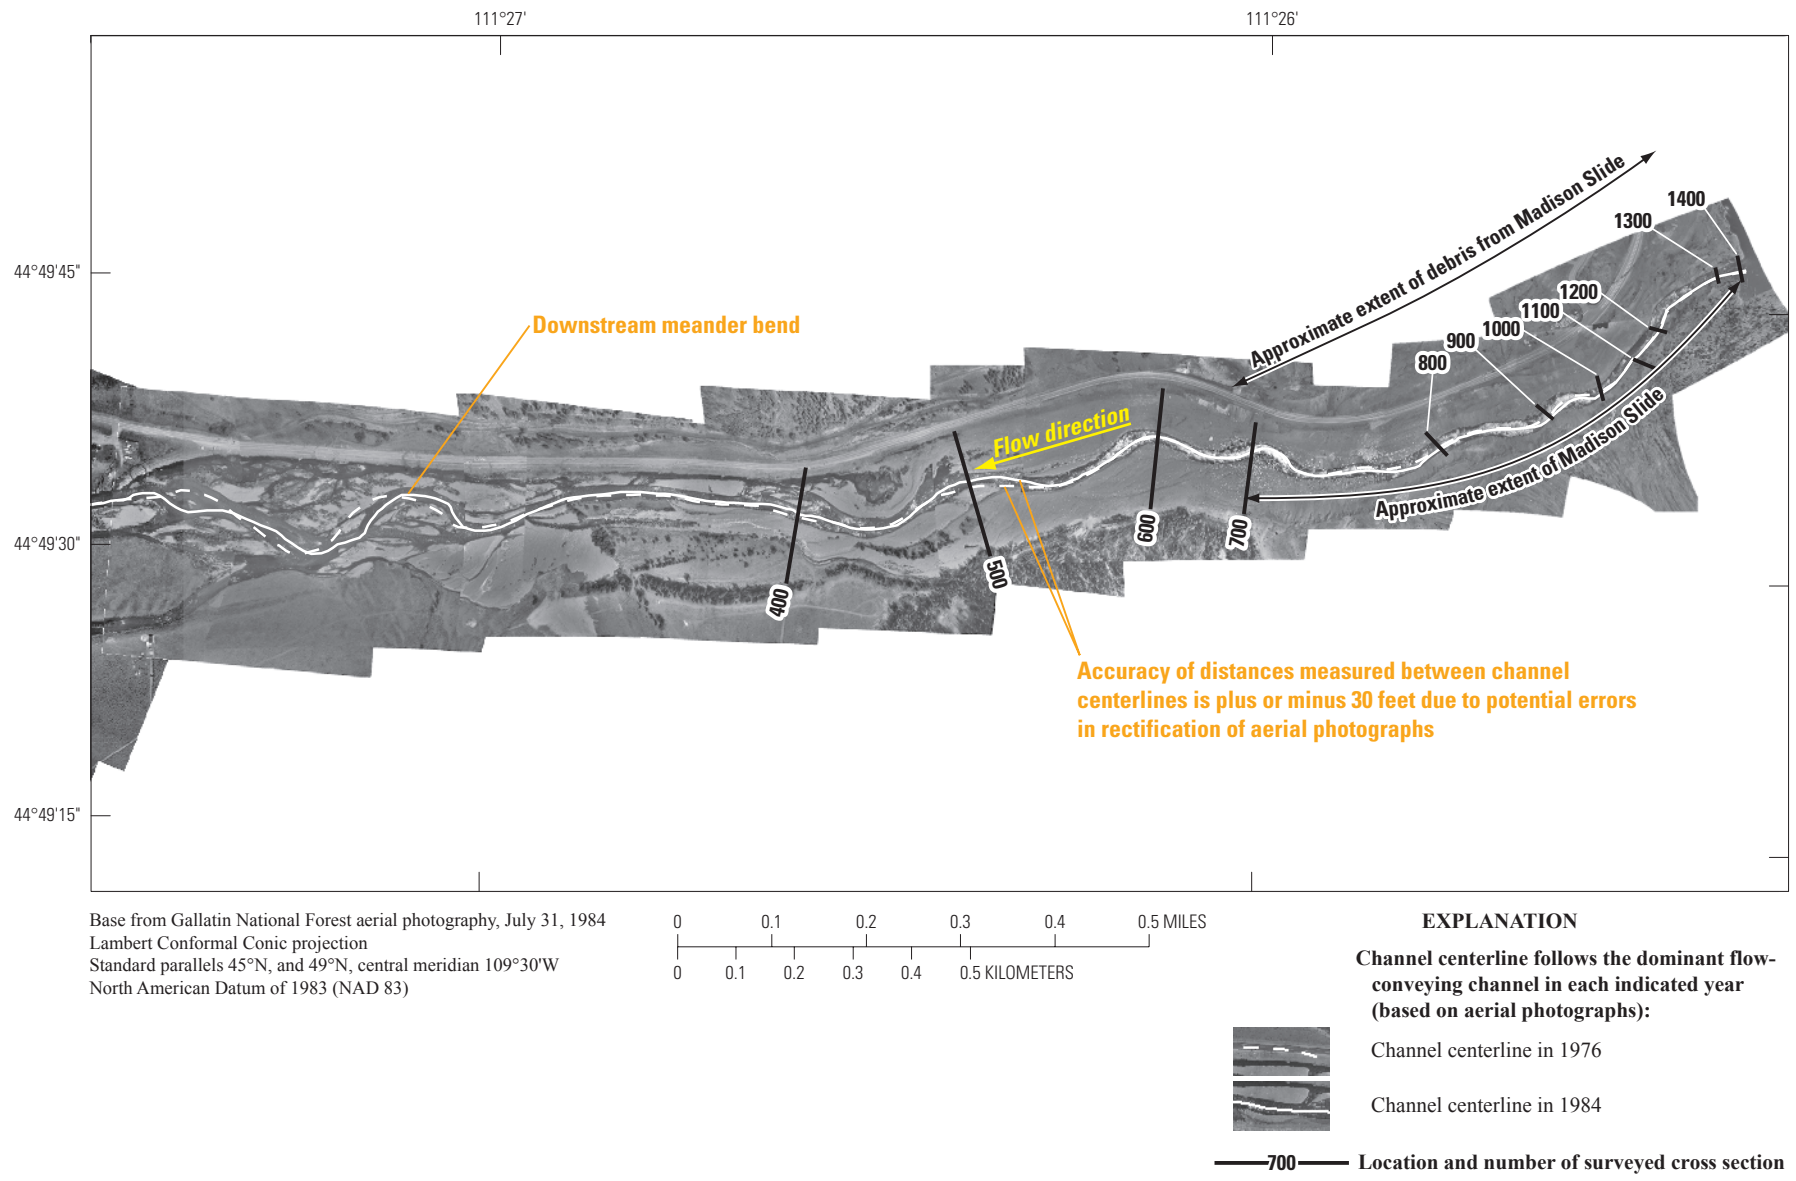 111°27'
111°26'
44°49'45"
44°49'30"
44°49'15"
Approximate extent of debris from Madison Slide
1400
1300
1200
1100
1000
900
800
Downstream meander bend
Flow direction
Approximate extent of Madison Slide
700
600
500
400
Accuracy of distances measured between channel
centerlines is plus or minus 30 feet due to potential errors
in rectification of aerial photographs
Base from Gallatin National Forest aerial photography, July 31, 1984
Lambert Conformal Conic projection
Standard parallels 45°N, and 49°N, central meridian 109°30'W
North American Datum of 1983 (NAD 83)
0 0.1 0.2 0.3 0.4 0.5 MILES
0 0.1 0.2 0.3 0.4 0.5 KILOMETERS
EXPLANATION
Channel centerline follows the dominant flow-
conveying channel in each indicated year
(based on aerial photographs):
Channel centerline in 1976
Channel centerline in 1984
700 Location and number of surveyed cross section